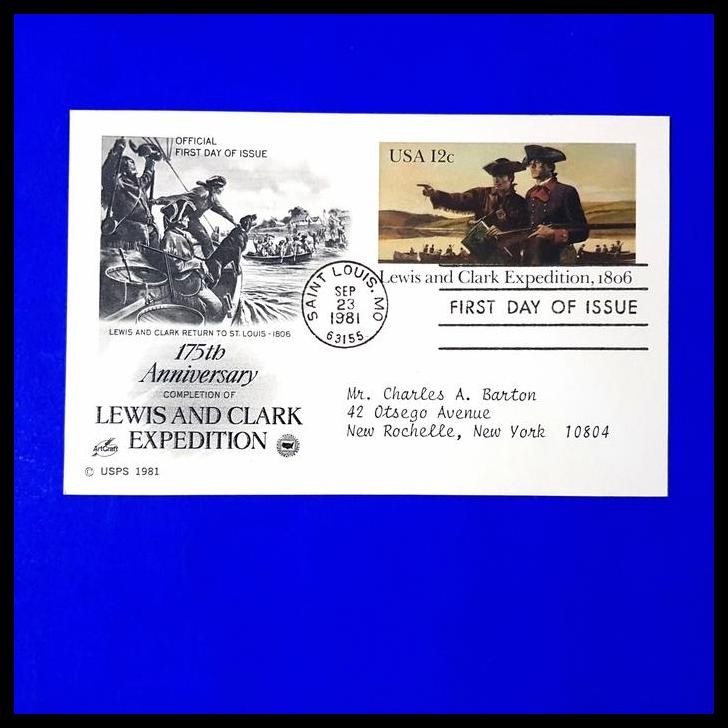 OFFICIAL
FIRST DAY OF ISSUE
LEWIS AND CLARK RETURN TO ST. LOUIS - 1806
175th
Anniversary
COMPLETION OF
LEWIS AND CLARK
EXPEDITION
ArtCraft
© USPS 1981
USA 12c
Lewis and Clark Expedition, 1806
SAINT LOUIS, MO
SEP
23
1981
63155
FIRST DAY OF ISSUE
Mr. Charles A. Barton
42 Otsego Avenue
New Rochelle, New York 10804